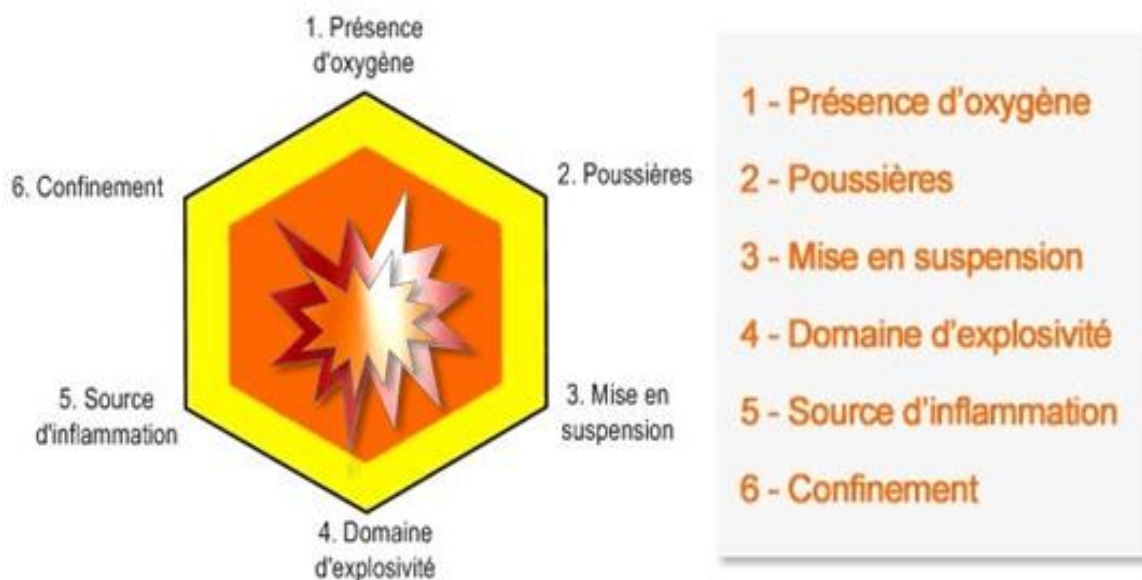 1. Présence
d'oxygène
2. Poussières
3. Mise en
suspension
4. Domaine
d'explosivité
5. Source
d'inflammation
6. Confinement
1 - Présence d'oxygène
2 - Poussières
3 - Mise en suspension
4 - Domaine d'explosivité
5 - Source d'inflammation
6 - Confinement